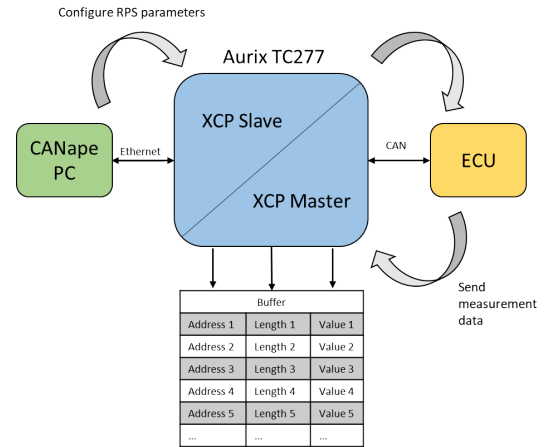 Configure RPS parameters
Aurix TC277
XCP Slave
XCP Master
CANape
PC
Ethernet
CAN
ECU
Send
measurement
data
Buffer
Address 1 Length 1 Value 1
Address 2 Length 2 Value 2
Address 3 Length 3 Value 3
Address 4 Length 4 Value 4
Address 5 Length 5 Value 5
... ... ...